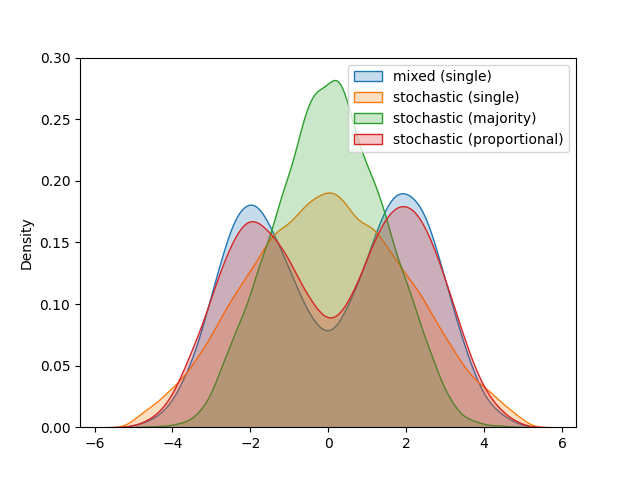 0.30
0.25
0.20
0.15
0.10
0.05
0.00
Density
−6
−4
−2
0
2
4
6
mixed (single)
stochastic (single)
stochastic (majority)
stochastic (proportional)